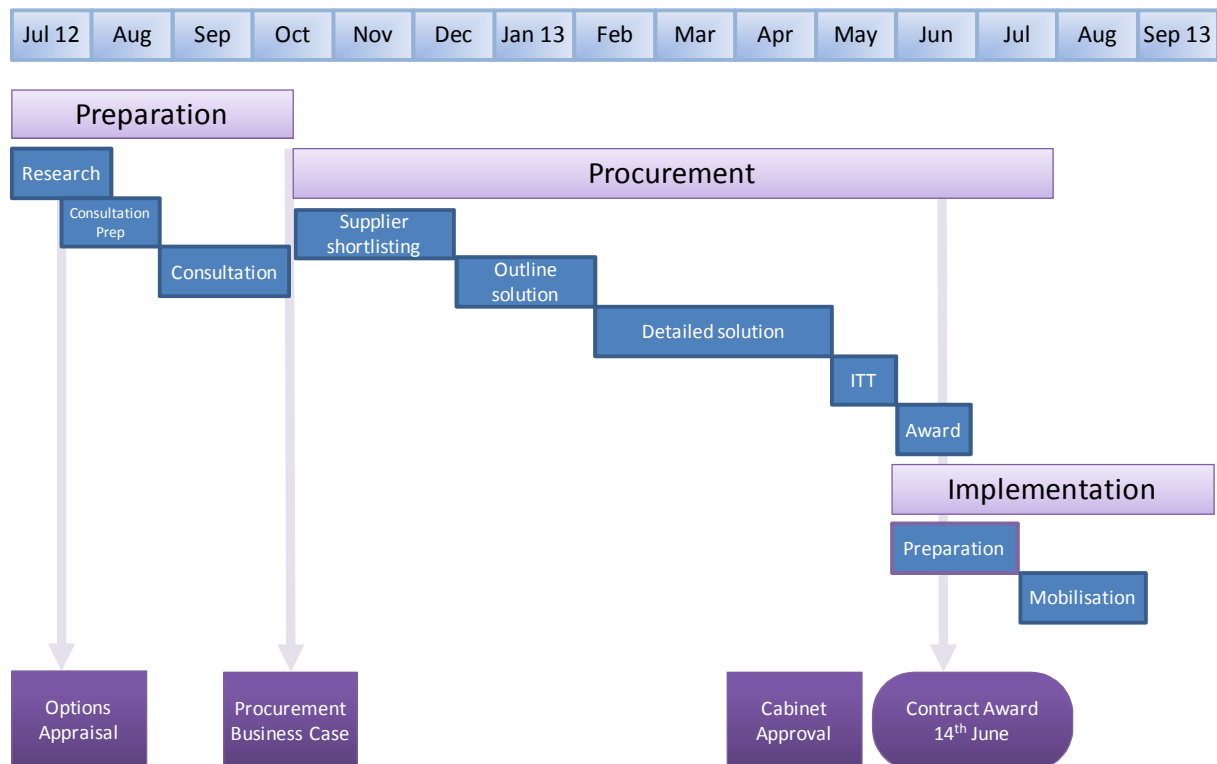 Jul 12 Aug Sep Oct Nov Dec Jan 13 Feb Mar Apr May Jun Jul Aug Sep 13
Preparation
Research
Procurement
Consultation
Prep
Supplier
shortlisting
Consultation
Outline
solution
Detailed solution
ITT
Award
Implementation
Preparation
Mobilisation
Options
Appraisal
Procurement
Business Case
Cabinet
Approval
Contract Award
14th June